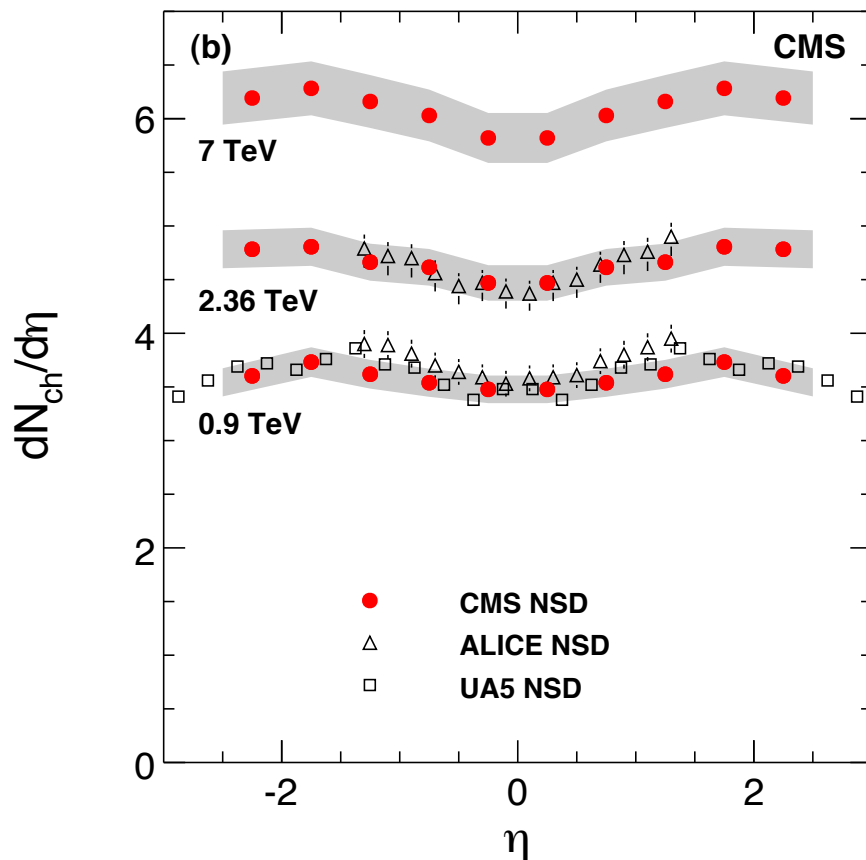 (b)
CMS
6
7 TeV
4
2.36 TeV
0.9 TeV
2
CMS NSD
ALICE NSD
UA5 NSD
0
-2 0 2
η
dN_ch/dη